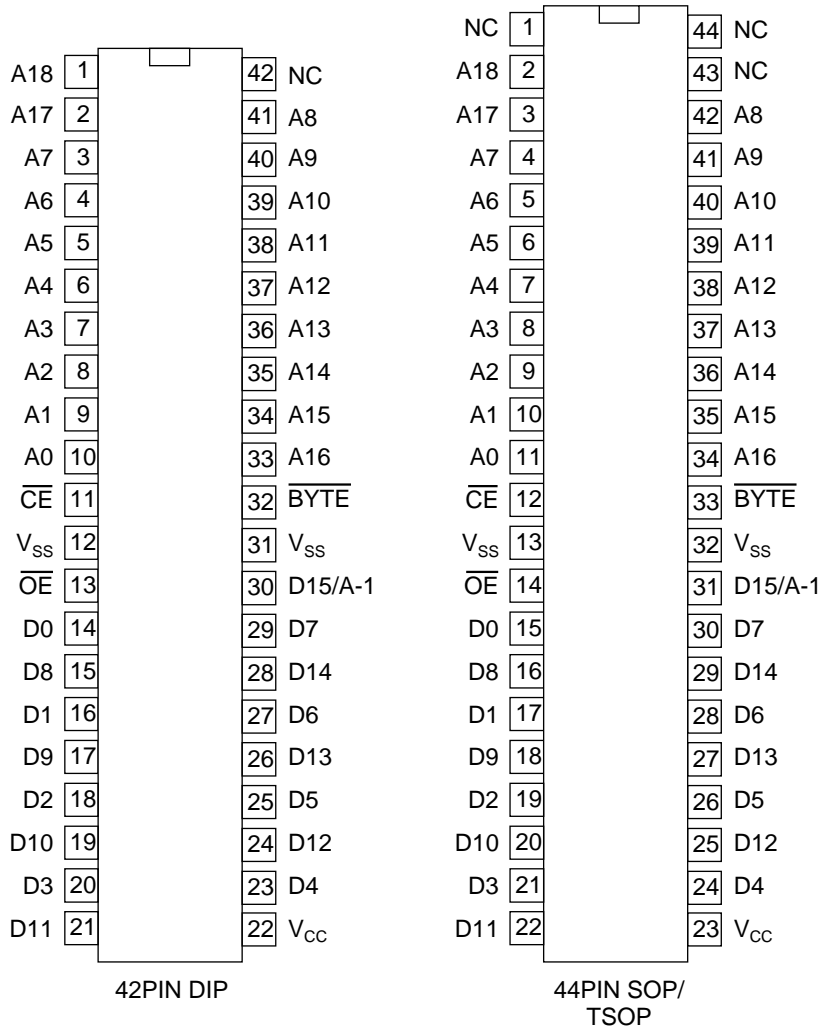 A18 1 42 NC
A17 2 41 A8
A7 3 40 A9
A6 4 39 A10
A5 5 38 A11
A4 6 37 A12
A3 7 36 A13
A2 8 35 A14
A1 9 34 A15
A0 10 33 A16
CE 11 32 BYTE
VSS 12 31 VSS
OE 13 30 D15/A-1
D0 14 29 D7
D8 15 28 D14
D1 16 27 D6
D9 17 26 D13
D2 18 25 D5
D10 19 24 D12
D3 20 23 D4
D11 21 22 VCC
42PIN DIP
NC 1 44 NC
A18 2 43 NC
A17 3 42 A8
A7 4 41 A9
A6 5 40 A10
A5 6 39 A11
A4 7 38 A12
A3 8 37 A13
A2 9 36 A14
A1 10 35 A15
A0 11 34 A16
CE 12 33 BYTE
VSS 13 32 VSS
OE 14 31 D15/A-1
D0 15 30 D7
D8 16 29 D14
D1 17 28 D6
D9 18 27 D13
D2 19 26 D5
D10 20 25 D12
D3 21 24 D4
D11 22 23 VCC
44PIN SOP/
TSOP